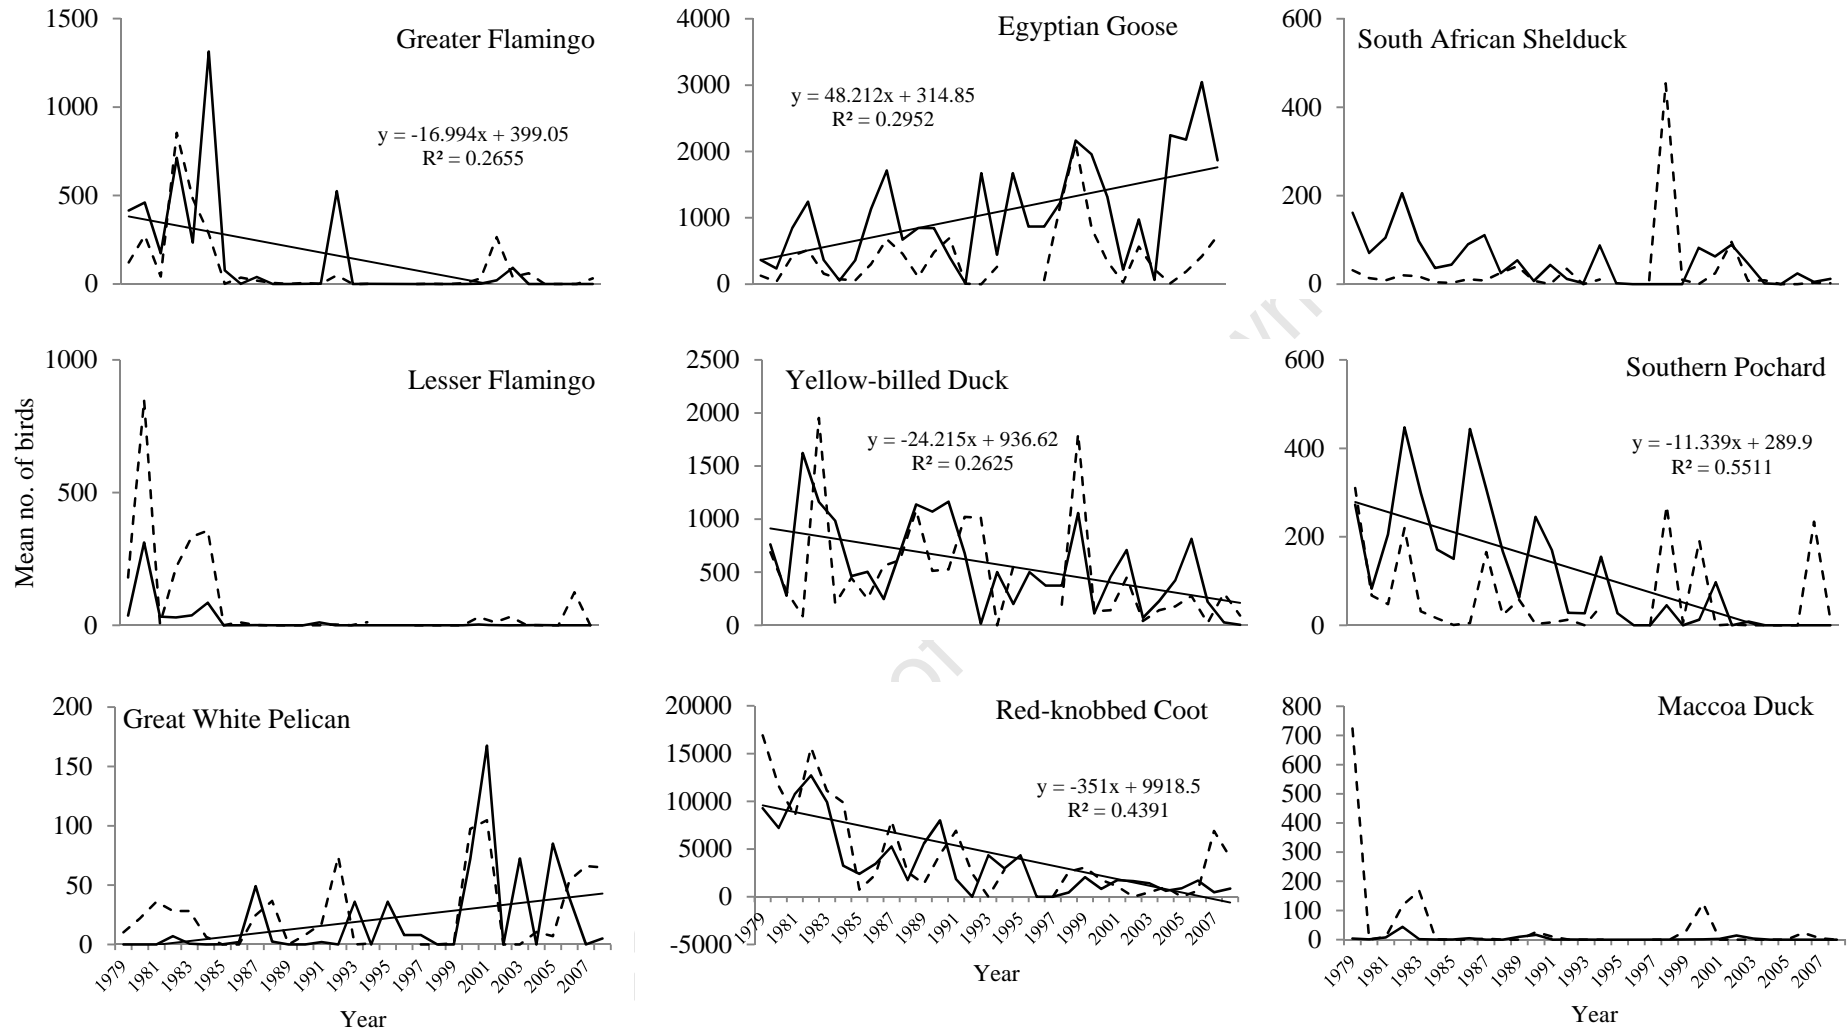 Mean no. of birds
1500
1000
500
0
Greater Flamingo
y = -16.994x + 399.05
R² = 0.2655
4000
3000
2000
1000
0
Egyptian Goose
y = 48.212x + 314.85
R² = 0.2952
600
400
200
0
South African Shelduck
1000
500
0
Lesser Flamingo
2500
2000
1500
1000
500
0
Yellow-billed Duck
y = -24.215x + 936.62
R² = 0.2625
600
400
200
0
Southern Pochard
y = -11.339x + 289.9
R² = 0.5511
200
150
100
50
0
Great White Pelican
1979 1981 1983 1985 1987 1989 1991 1993 1995 1997 1999 2001 2003 2005 2007
Year
20000
15000
10000
5000
0
-5000
Red-knobbed Coot
y = -351x + 9918.5
R² = 0.4391
1979 1981 1983 1985 1987 1989 1991 1993 1995 1997 1999 2001 2003 2005 2007
Year
800
700
600
500
400
300
200
100
0
Maccoa Duck
1979 1981 1983 1985 1987 1989 1991 1993 1995 1997 1999 2001 2003 2005 2007
Year